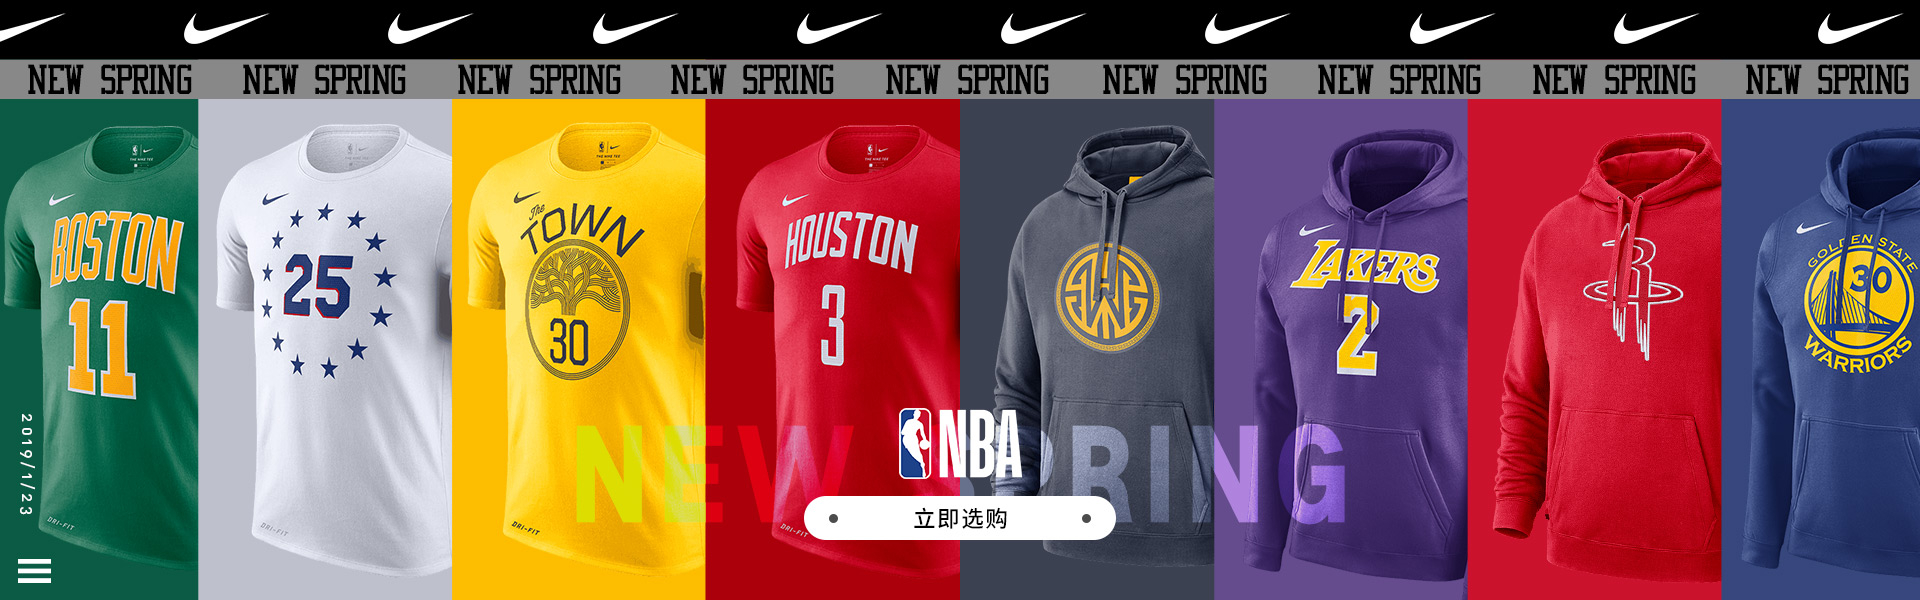 NEW SPRING NEW SPRING NEW SPRING NEW SPRING NEW SPRING NEW SPRING NEW SPRING NEW SPRING NEW SPRING
BOSTON
11
DRI-FIT
25
DRI-FIT
The
TOWN
30
DRI-FIT
HOUSTON
3
DRI-FIT
LAKERS
2
GOLDEN STATE
30
WARRIORS
2019/1/23
NEW SPRING
NBA
立即选购